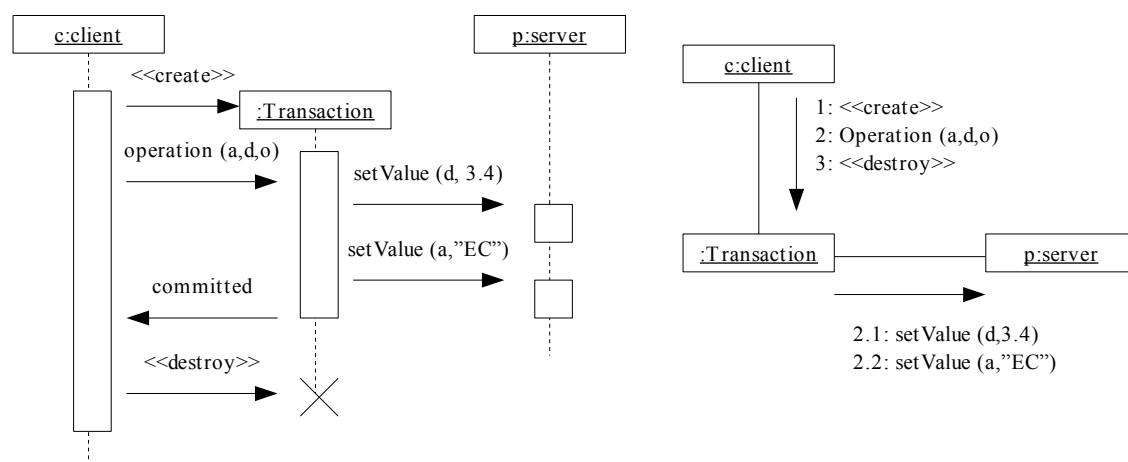 c:client
p:server
<<create>>
:Transaction
operation (a,d,o)
setValue (d, 3.4)
setValue (a,”EC”)
committed
<<destroy>>
c:client
1: <<create>>
2: Operation (a,d,o)
3: <<destroy>>
:Transaction
p:server
2.1: setValue (d,3.4)
2.2: setValue (a,”EC”)